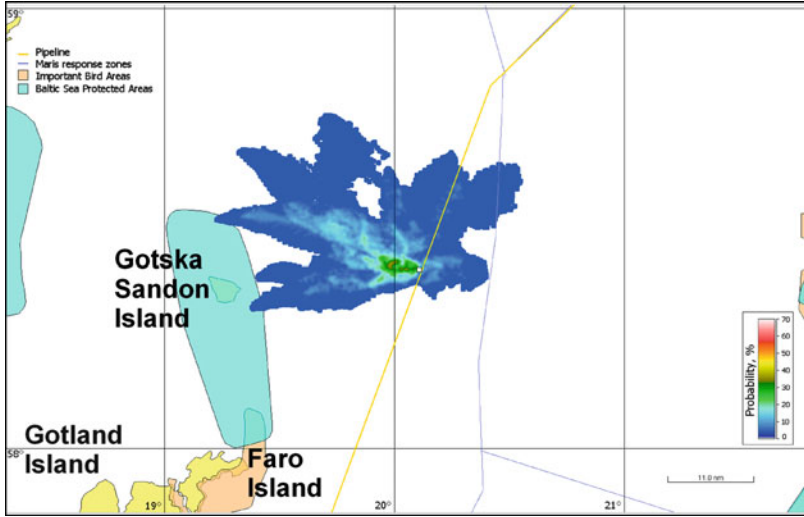 59°
Pipeline
Maris response zones
Important Bird Areas
Baltic Sea Protected Areas
Gotska
Sandon
Island
Probability, %
70
60
50
40
30
20
10
0
Gotland
Island
58°
Faro
Island
11.0 nm
19°
20°
21°